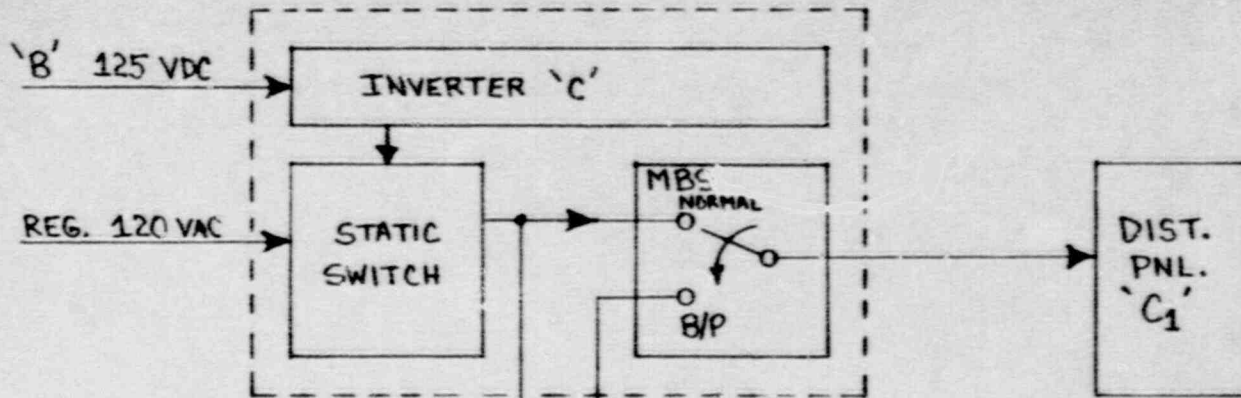 'B' 125 VDC
INVERTER 'C'
REG. 120 VAC
STATIC
SWITCH
MBS
NORMAL
B/P
DIST.
PNL.
'C1'